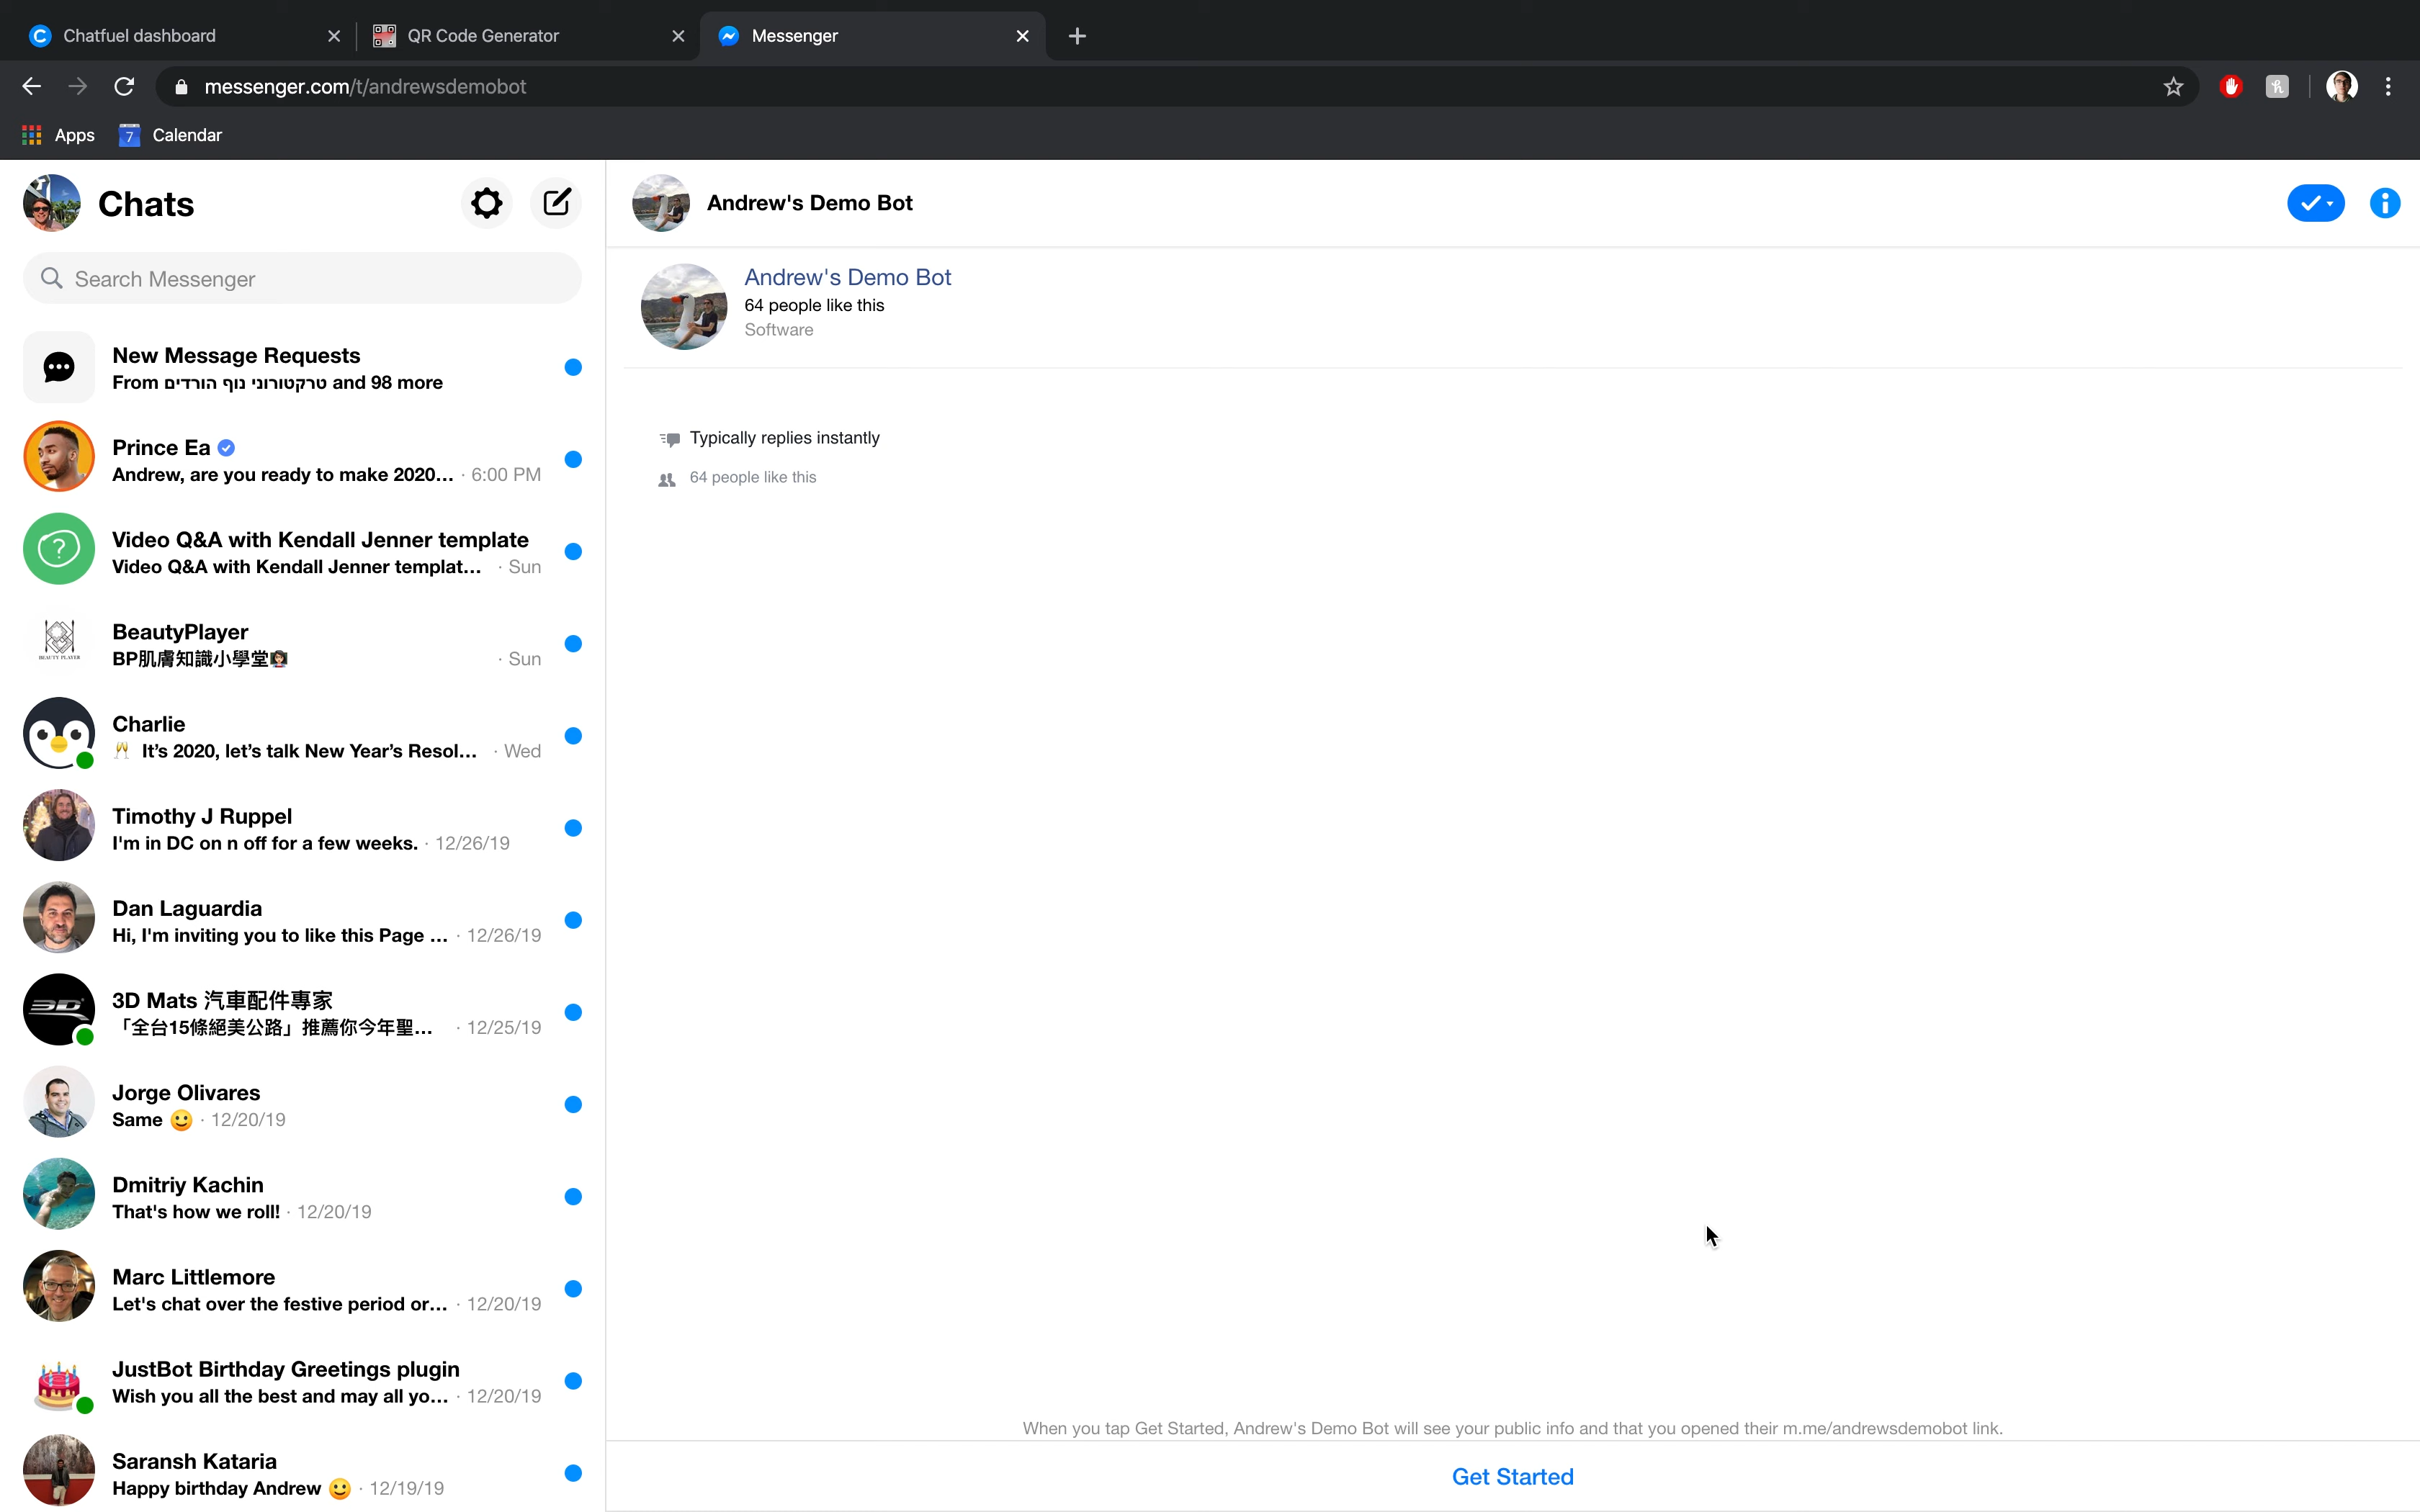 Chatfuel dashboard
QR Code Generator
Messenger
messenger.com/t/andrewsdemobot
Apps
7
Calendar
Chats
Search Messenger
New Message Requests
From טרקטורוני נוף הורדים and 98 more
Prince Ea
Andrew, are you ready to make 2020... · 6:00 PM
Video Q&A with Kendall Jenner template
Video Q&A with Kendall Jenner templat... · Sun
BEAUTY PLAYER
BeautyPlayer
BP肌膚知識小學堂👩🏻‍🏫 · Sun
Charlie
🥂 It’s 2020, let’s talk New Year’s Resol... · Wed
Timothy J Ruppel
I'm in DC on n off for a few weeks. · 12/26/19
Dan Laguardia
Hi, I'm inviting you to like this Page ... · 12/26/19
3D
3D Mats 汽車配件專家
「全台15條絕美公路」推薦你今年聖... · 12/25/19
Jorge Olivares
Same 🙂 · 12/20/19
Dmitriy Kachin
That's how we roll! · 12/20/19
Marc Littlemore
Let's chat over the festive period or... · 12/20/19
JustBot Birthday Greetings plugin
Wish you all the best and may all yo... · 12/20/19
Saransh Kataria
Happy birthday Andrew 🙂 · 12/19/19
Andrew's Demo Bot
Andrew's Demo Bot
64 people like this
Software
Typically replies instantly
64 people like this
When you tap Get Started, Andrew's Demo Bot will see your public info and that you opened their m.me/andrewsdemobot link.
Get Started